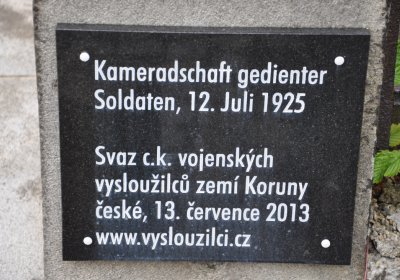 Kameradschaft gedienter
Soldaten, 12. Juli 1925
Svaz c.k. vojenských
vysloužilců zemí Koruny
české, 13. července 2013
www.vyslouzilci.cz